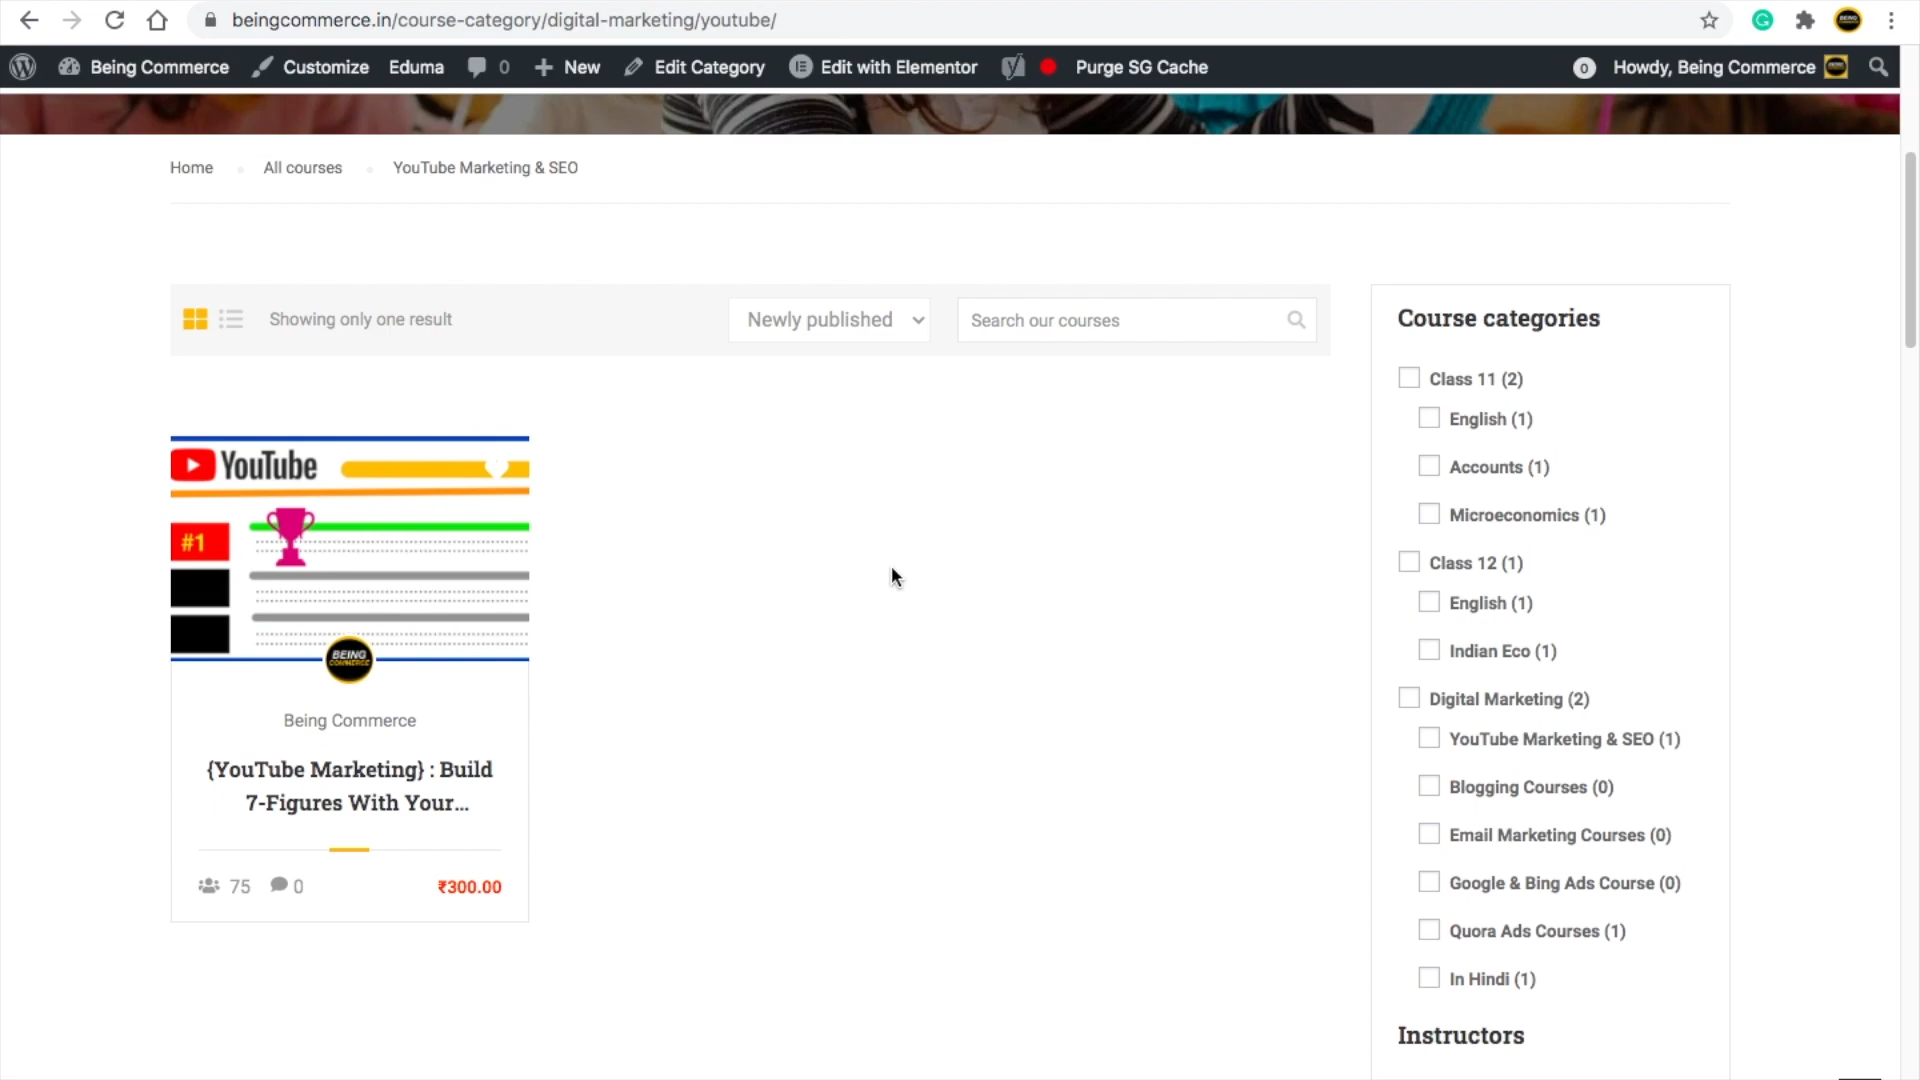 beingcommerce.in/course-category/digital-marketing/youtube/
Being Commerce Customize Eduma 0 New Edit Category Edit with Elementor Purge SG Cache 0 Howdy, Being Commerce
Home All courses YouTube Marketing & SEO
Showing only one result Newly published Search our courses
YouTube
#1
BEING
COMMERCE
Being Commerce
{YouTube Marketing} : Build
7-Figures With Your...
75 0 ₹300.00
Course categories
Class 11 (2)
English (1)
Accounts (1)
Microeconomics (1)
Class 12 (1)
English (1)
Indian Eco (1)
Digital Marketing (2)
YouTube Marketing & SEO (1)
Blogging Courses (0)
Email Marketing Courses (0)
Google & Bing Ads Course (0)
Quora Ads Courses (1)
In Hindi (1)
Instructors